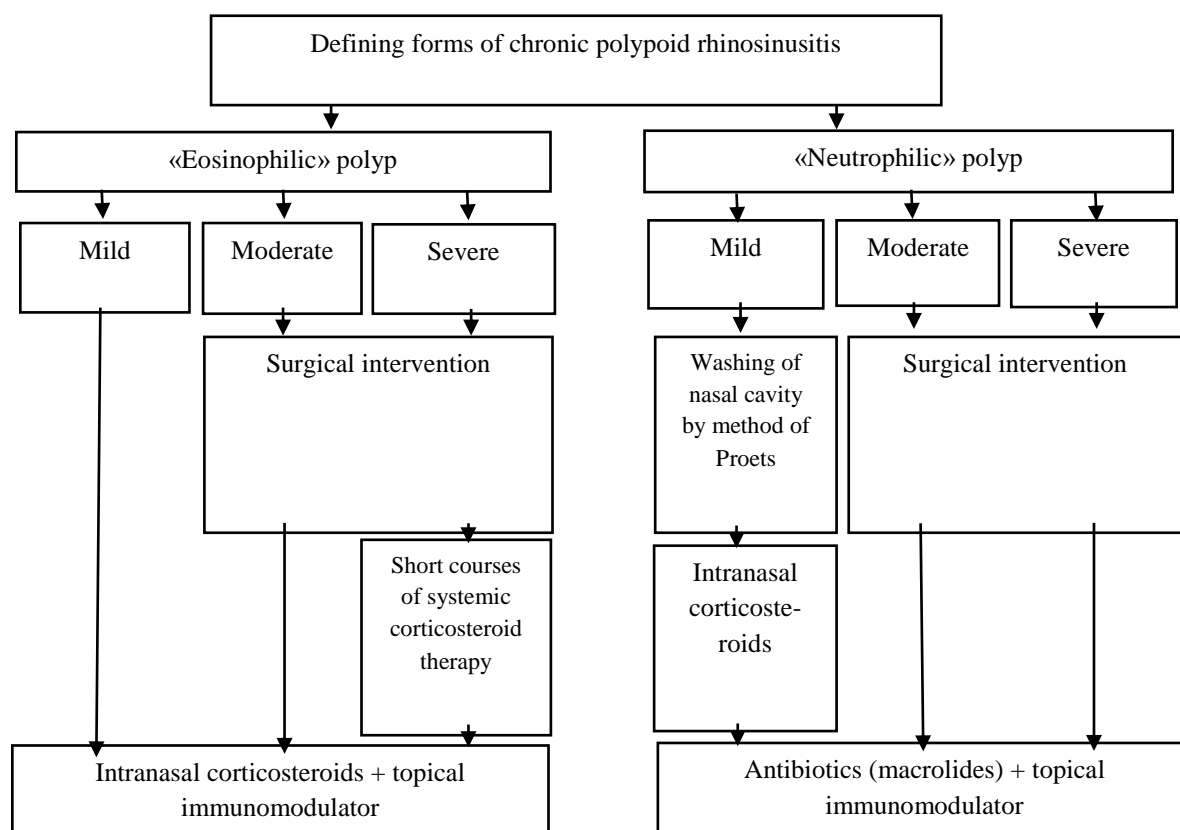 Defining forms of chronic polypoid rhinosinusitis
«Eosinophilic» polyp
«Neutrophilic» polyp
Mild
Moderate
Severe
Mild
Moderate
Severe
Surgical intervention
Washing of
nasal cavity
by method of
Proets
Surgical intervention
Short courses
of systemic
corticosteroid
therapy
Intranasal
corticoste-
roids
Intranasal corticosteroids + topical
immunomodulator
Antibiotics (macrolides) + topical
immunomodulator